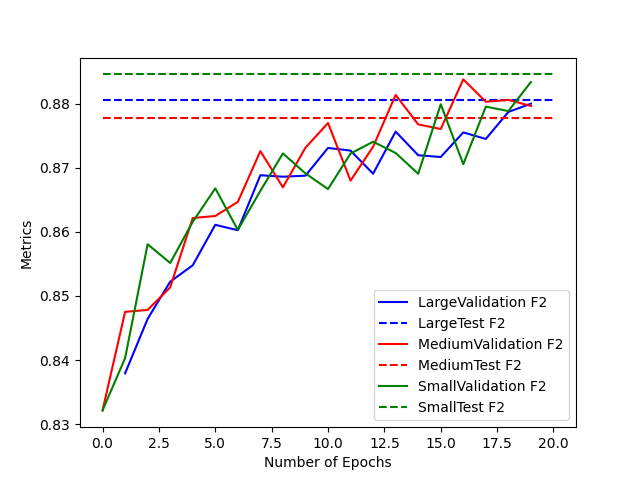 0.88
0.87
0.86
0.85
0.84
0.83
Metrics
LargeValidation F2
LargeTest F2
MediumValidation F2
MediumTest F2
SmallValidation F2
SmallTest F2
0.0 2.5 5.0 7.5 10.0 12.5 15.0 17.5 20.0
Number of Epochs